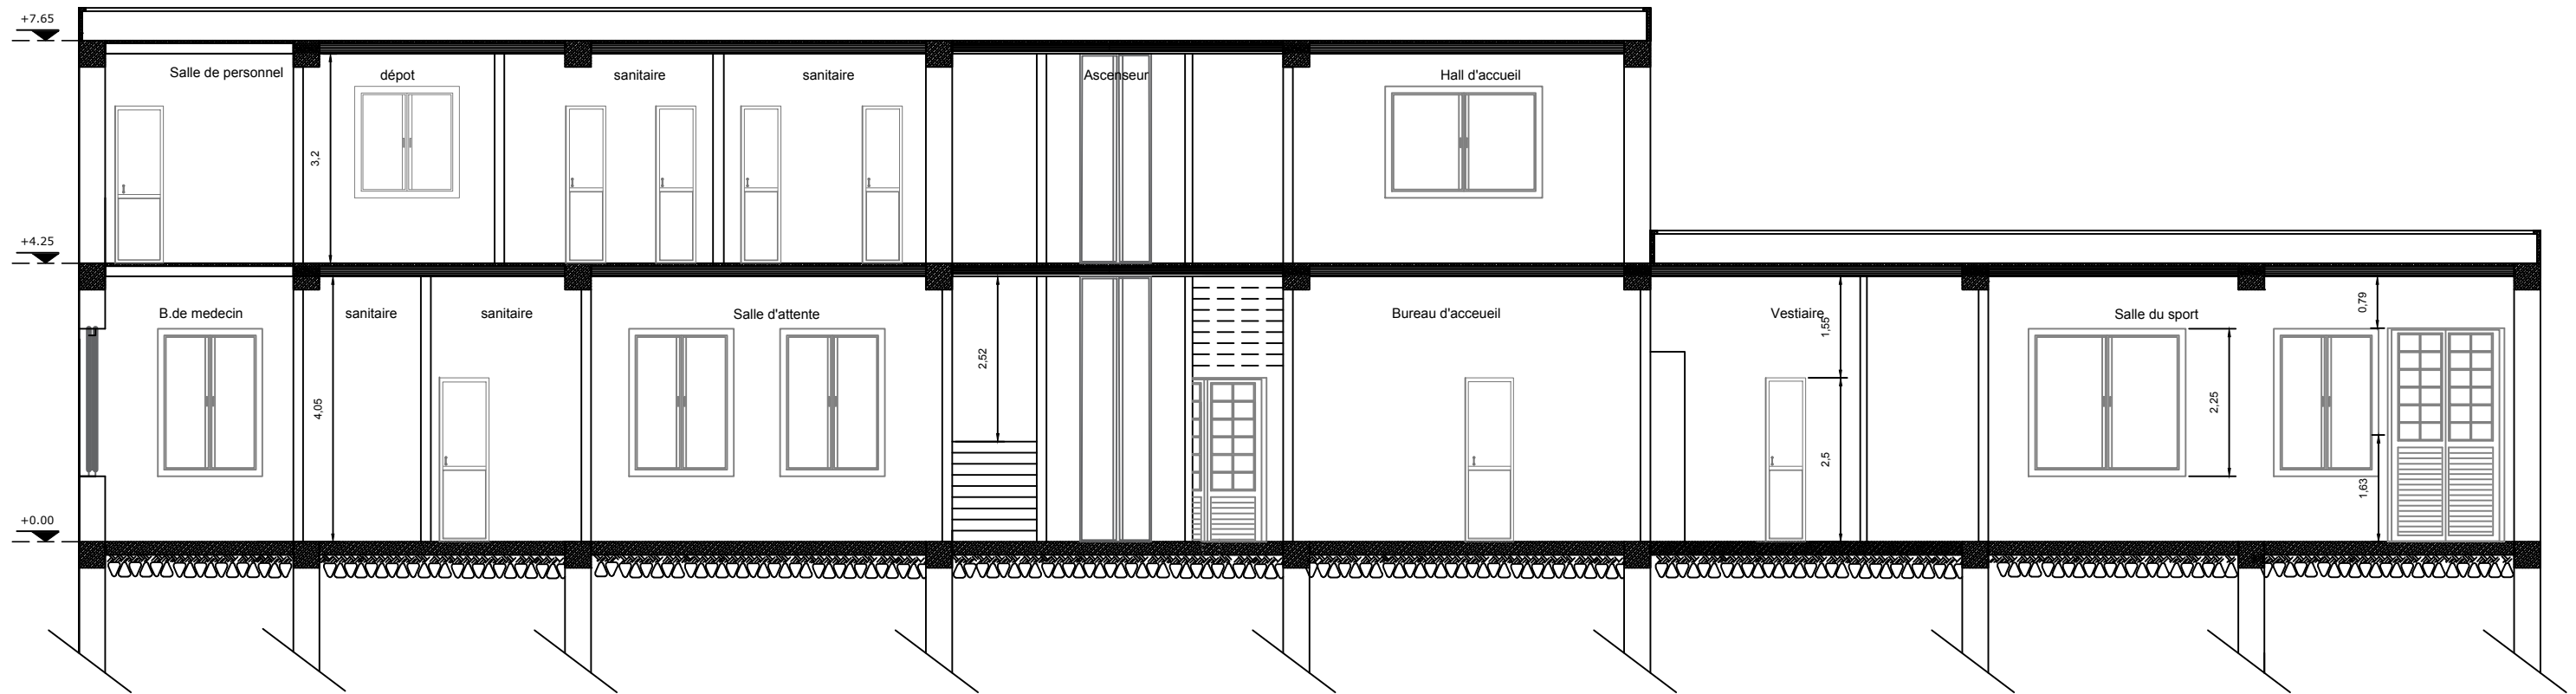 +7.65
Salle de personnel
dépot
sanitaire
sanitaire
Ascenseur
Hall d'accueil
3,2
+4.25
B.de medecin
sanitaire
sanitaire
Salle d'attente
Bureau d'acceueil
Vestiaire
Salle du sport
4,05
2,52
1,55
2,5
2,25
0,79
1,63
+0.00